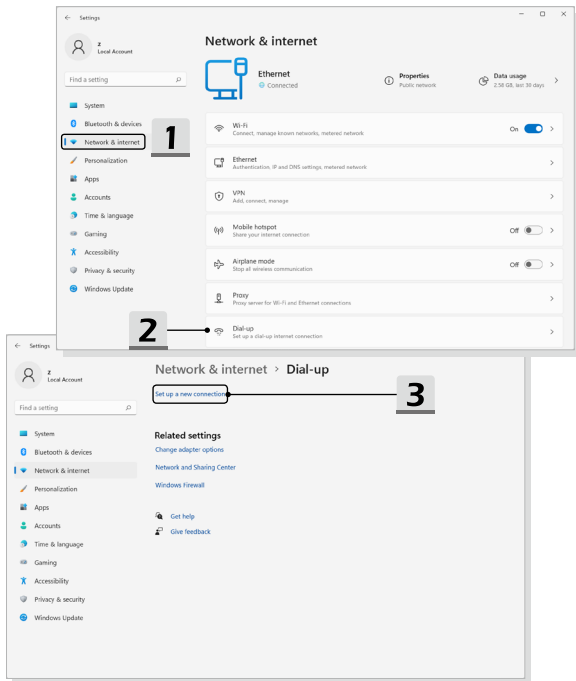 Settings
z
Local Account
Find a setting
System
Bluetooth & devices
Network & internet
Personalization
Apps
Accounts
Time & language
Gaming
Accessibility
Privacy & security
Windows Update
1
Network & internet
Ethernet
Connected
Properties
Public network
Data usage
2.58 GB, last 30 days
Wi-Fi
Connect, manage known networks, metered network
On
Ethernet
Authentication, IP and DNS settings, metered network
VPN
Add, connect, manage
Mobile hotspot
Share your internet connection
Off
Airplane mode
Stop all wireless communication
Off
Proxy
Proxy server for Wi-Fi and Ethernet connections
2
Dial-up
Set up a dial-up internet connection
Settings
z
Local Account
Find a setting
System
Bluetooth & devices
Network & internet
Personalization
Apps
Accounts
Time & language
Gaming
Accessibility
Privacy & security
Windows Update
Network & internet > Dial-up
Set up a new connection
3
Related settings
Change adapter options
Network and Sharing Center
Windows Firewall
Get help
Give feedback